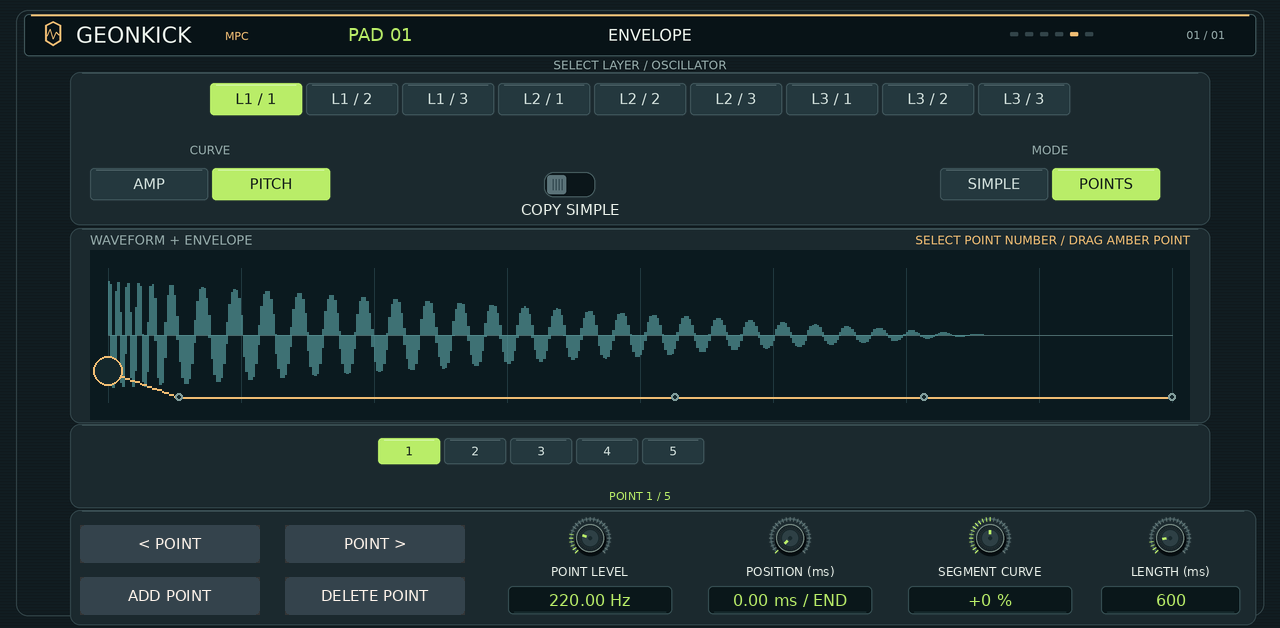 GEONKICK MPC PAD 01 ENVELOPE 01 / 01
SELECT LAYER / OSCILLATOR
L1 / 1 L1 / 2 L1 / 3 L2 / 1 L2 / 2 L2 / 3 L3 / 1 L3 / 2 L3 / 3
CURVE MODE
AMP PITCH SIMPLE POINTS
COPY SIMPLE
WAVEFORM + ENVELOPE SELECT POINT NUMBER / DRAG AMBER POINT
1 2 3 4 5
POINT 1 / 5
< POINT POINT >
POINT LEVEL POSITION (ms) SEGMENT CURVE LENGTH (ms)
ADD POINT DELETE POINT 220.00 Hz 0.00 ms / END +0 % 600